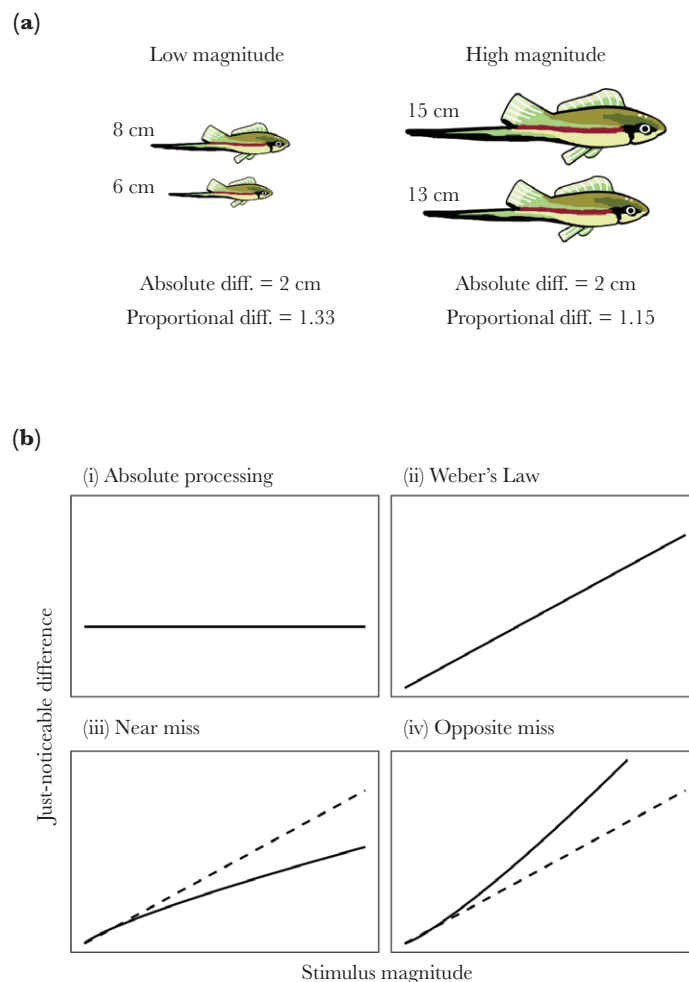 (a)
Low magnitude
High magnitude
8 cm
15 cm
6 cm
13 cm
Absolute diff. = 2 cm
Absolute diff. = 2 cm
Proportional diff. = 1.33
Proportional diff. = 1.15
(b)
(i) Absolute processing
(ii) Weber’s Law
Just-noticeable difference
(iii) Near miss
(iv) Opposite miss
Stimulus magnitude